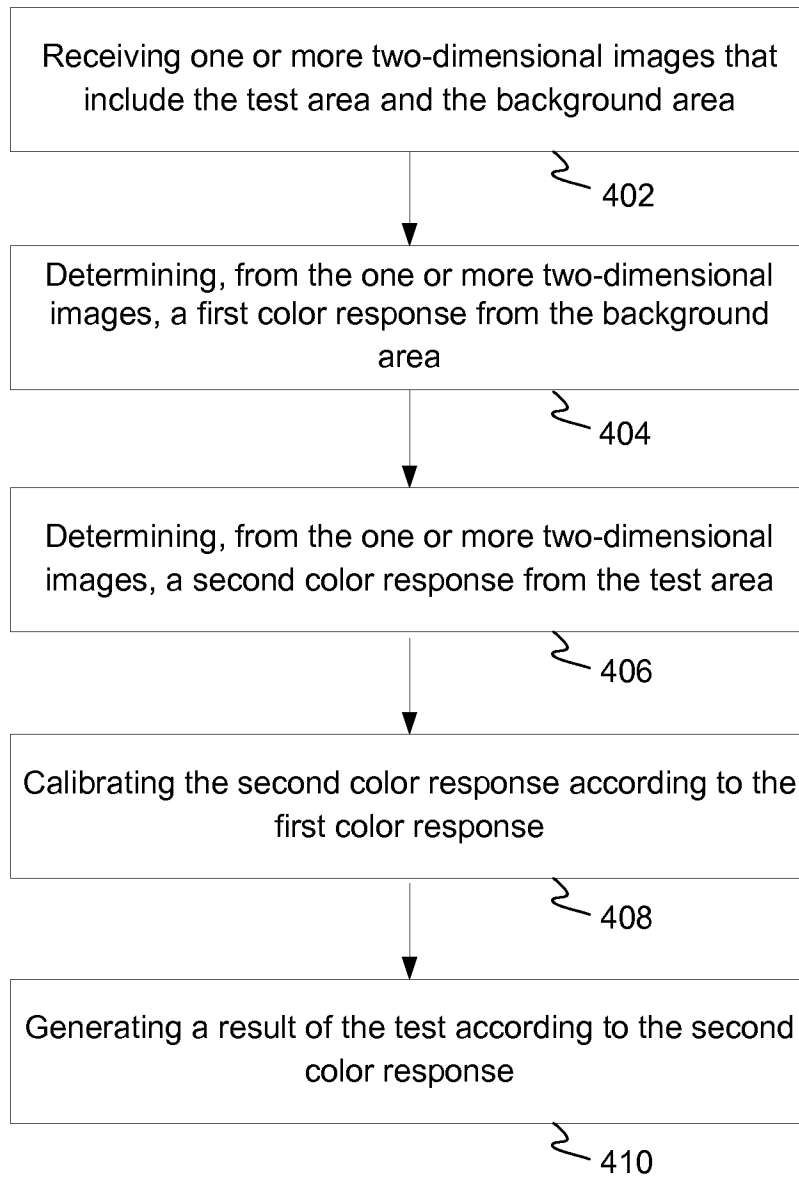 Receiving one or more two-dimensional images that
include the test area and the background area
402
Determining, from the one or more two-dimensional
images, a first color response from the background
area
404
Determining, from the one or more two-dimensional
images, a second color response from the test area
406
Calibrating the second color response according to the
first color response
408
Generating a result of the test according to the second
color response
410